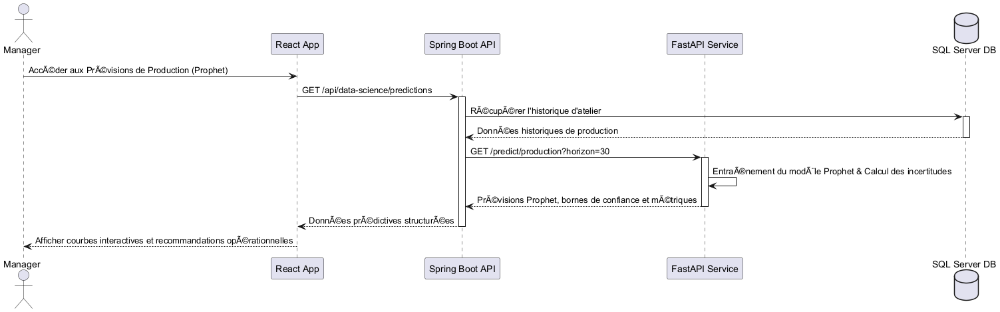 Manager
React App
Spring Boot API
FastAPI Service
SQL Server DB
AccÃ©der aux PrÃ©visions de Production (Prophet)
GET /api/data-science/predictions
RÃ©cupÃ©rer l'historique d'atelier
DonnÃ©es historiques de production
GET /predict/production?horizon=30
EntraÃ®nement du modÃ¨le Prophet & Calcul des incertitudes
PrÃ©visions Prophet, bornes de confiance et mÃ©triques
DonnÃ©es prÃ©dictives structurÃ©es
Afficher courbes interactives et recommandations opÃ©rationnelles
Manager
React App
Spring Boot API
FastAPI Service
SQL Server DB